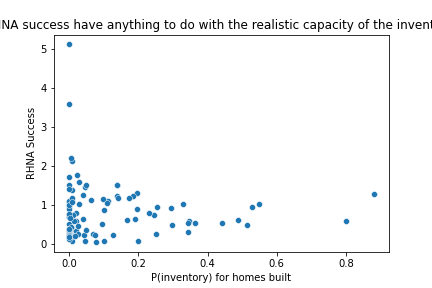 NA success have anything to do with the realistic capacity of the invent
5
4
3
2
1
0
RHNA Success
0.0 0.2 0.4 0.6 0.8
P(inventory) for homes built